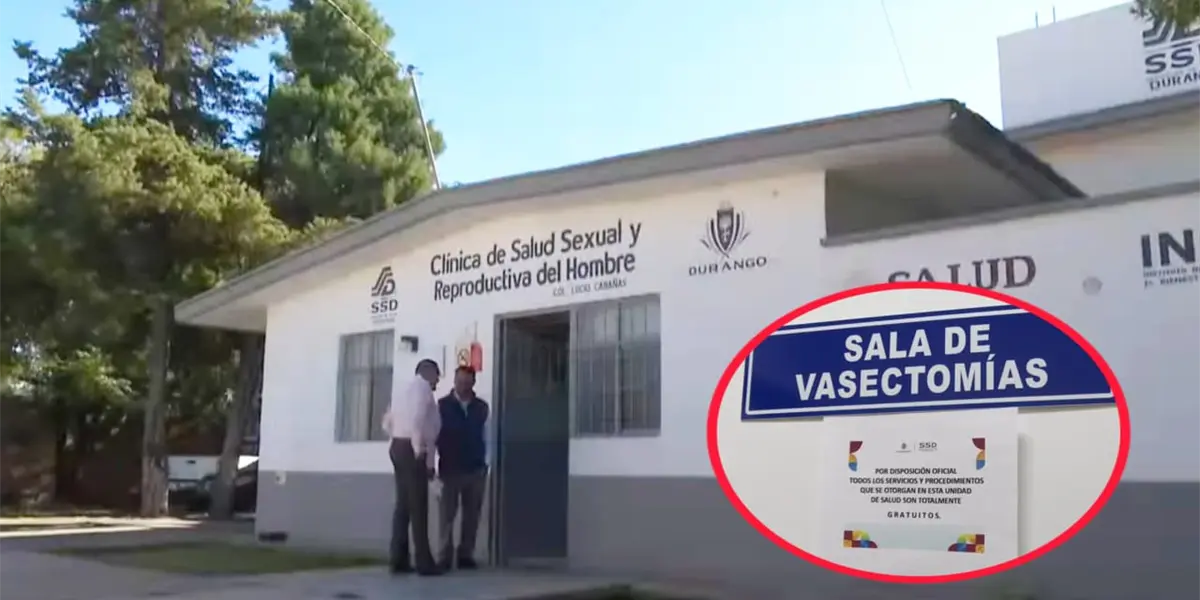 Clínica de Salud Sexual y
Reproductiva del Hombre
COL. LUCIO CABAÑAS
SSD
DURANGO
SSD
DURANGO
SALUD
SALA DE
VASECTOMÍAS
SSD
POR DISPOSICIÓN OFICIAL
TODOS LOS SERVICIOS Y PROCEDIMIENTOS
QUE SE OTORGAN EN ESTA UNIDAD
DE SALUD SON TOTALMENTE
GRATUITOS.